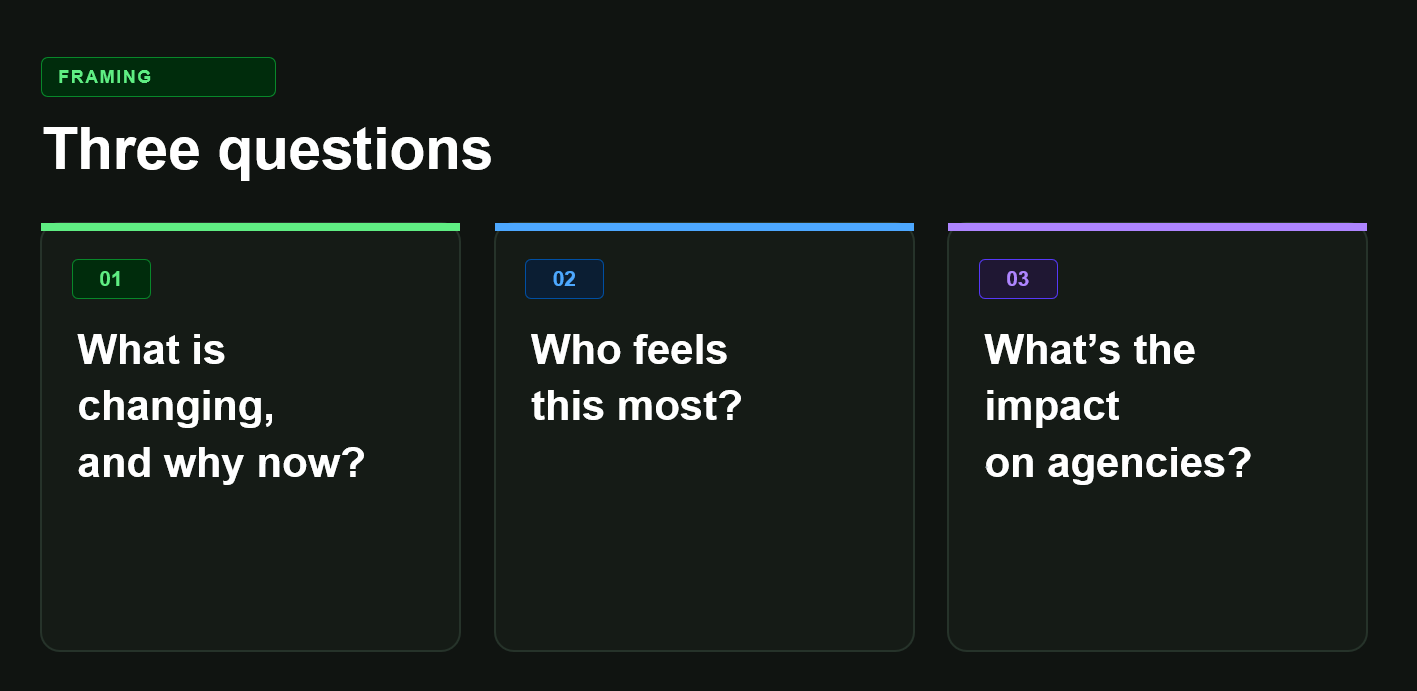 FRAMING
Three questions
01
What is
changing,
and why now?
02
Who feels
this most?
03
What’s the
impact
on agencies?